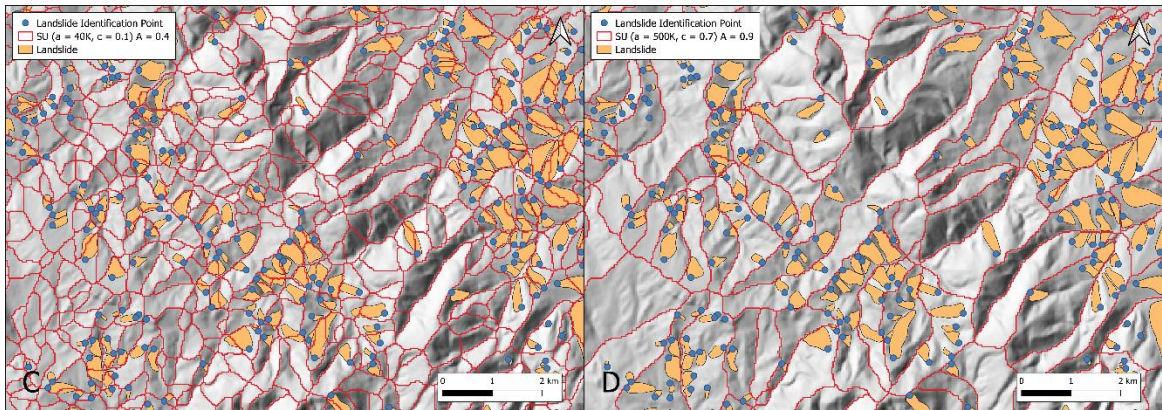 Landslide Identification Point
SU (a = 40K, c = 0.1) A = 0.4
Landslide
C
0 1 2 km
Landslide Identification Point
SU (a = 500K, c = 0.7) A = 0.9
Landslide
D
0 1 2 km